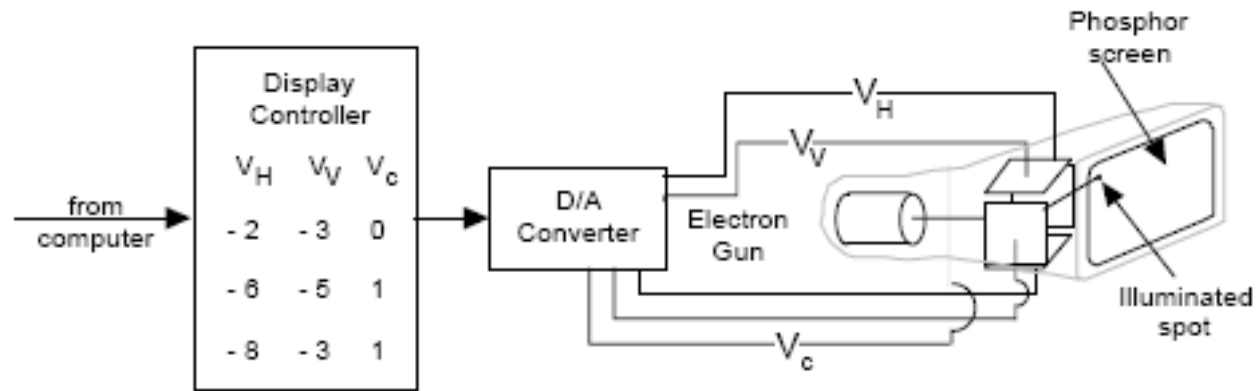 from
computer
Display
Controller
V_H V_V V_c
- 2 - 3 0
- 6 - 5 1
- 8 - 3 1
D/A
Converter
V_H
V_V
Electron
Gun
V_c
Phosphor
screen
Illuminated
spot